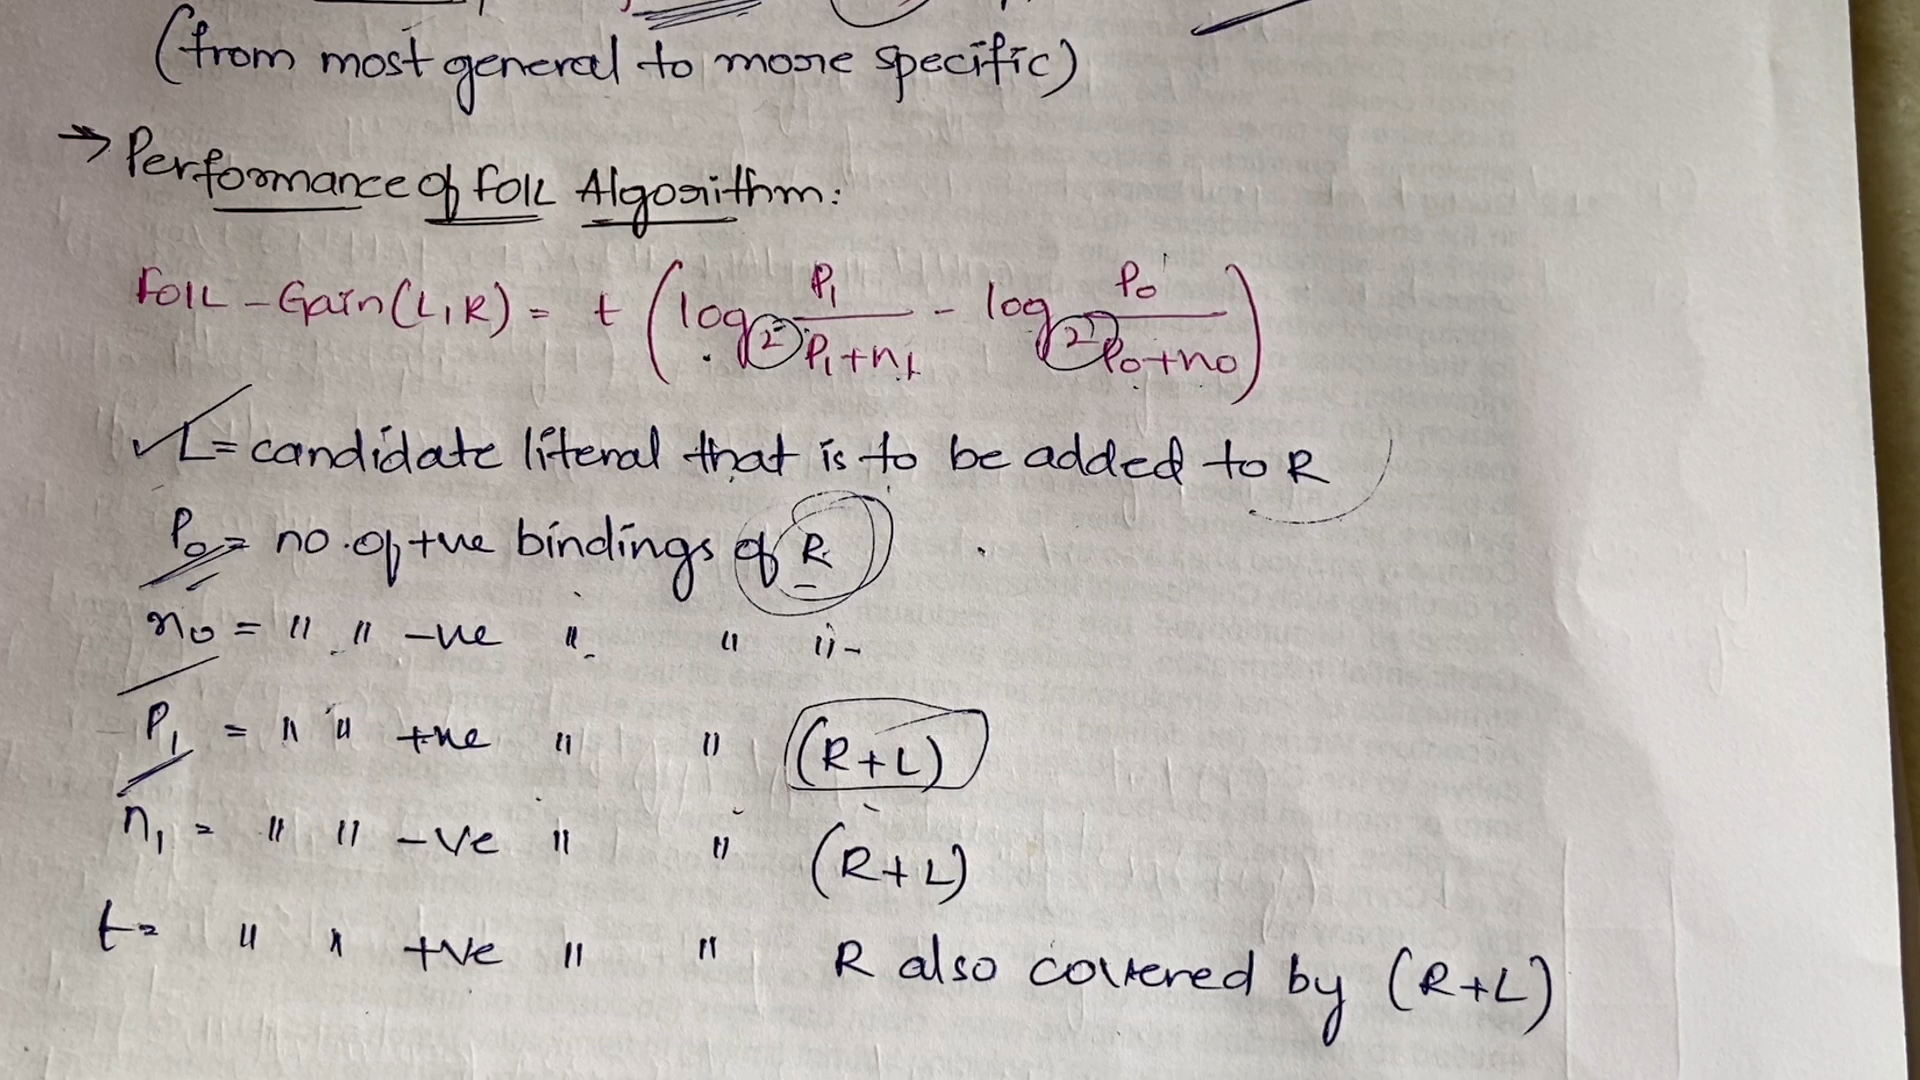 (from most general to more specific)
→ Performance of FOIL Algorithm:
FOIL - Gain(L,R) = t (log₂ P₁/(P₁+n₁) - log₂ P₀/(P₀+n₀))
✓ L = candidate literal that is to be added to R
P₀ = no. of +ve bindings of R
n₀ = " " -ve " " "
P₁ = " " +ve " " (R+L)
n₁ = " " -ve " " (R+L)
t = " " +ve " " R also covered by (R+L)